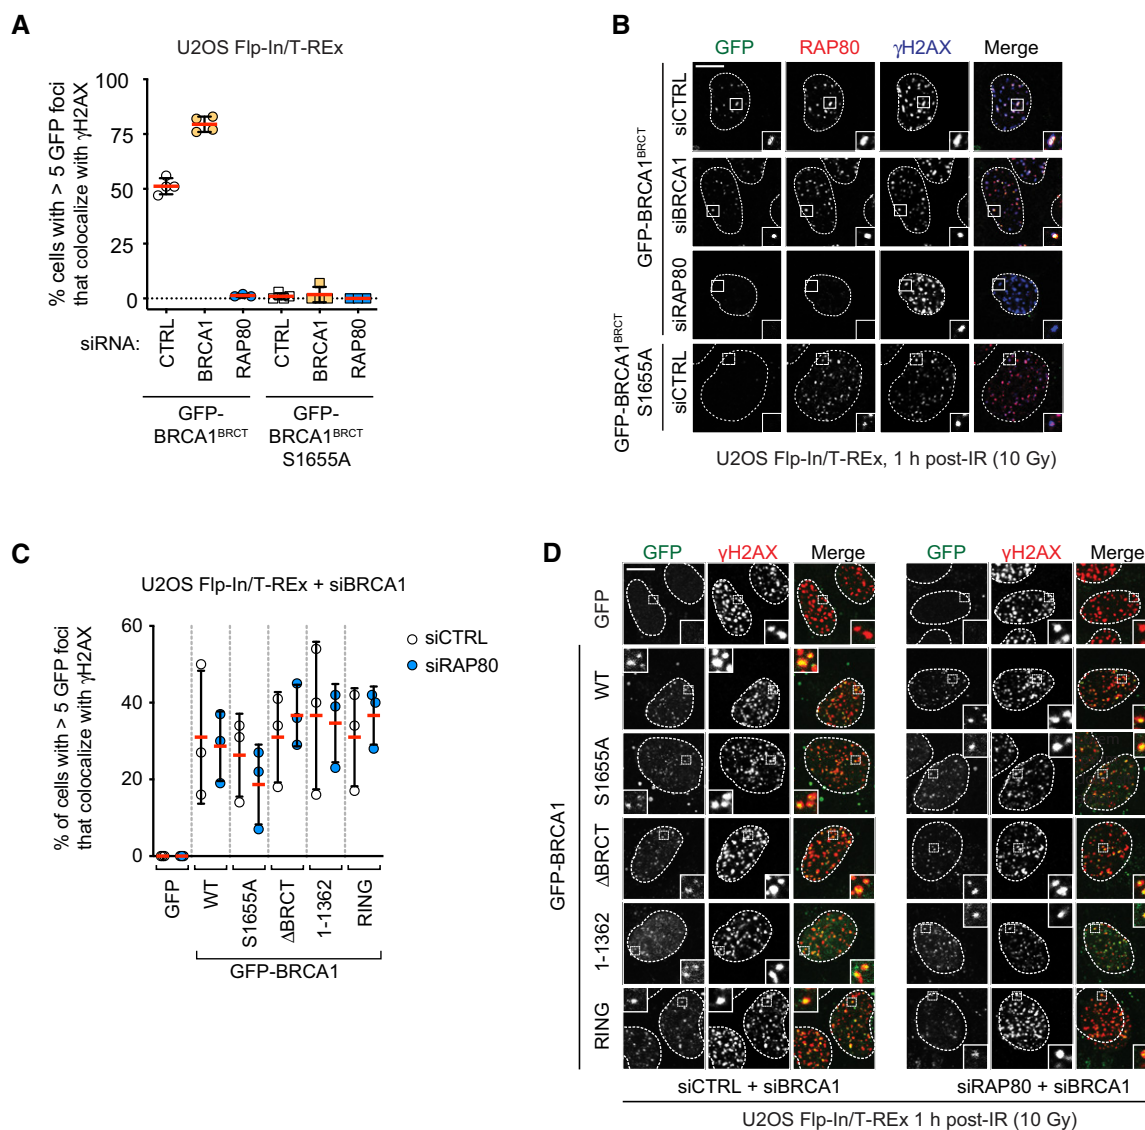 A
U2OS Flp-In/T-REx
% cells with > 5 GFP foci
that colocalize with γH2AX
100
75
50
25
0
siRNA:
CTRL
BRCA1
RAP80
CTRL
BRCA1
RAP80
GFP-
BRCA1BRCT
GFP-
BRCA1BRCT
S1655A
B
GFP
RAP80
γH2AX
Merge
GFP-BRCA1BRCT
siCTRL
siBRCA1
siRAP80
GFP-BRCA1BRCT
S1655A
siCTRL
U2OS Flp-In/T-REx, 1 h post-IR (10 Gy)
C
U2OS Flp-In/T-REx + siBRCA1
% of cells with > 5 GFP foci
that colocalize with γH2AX
60
40
20
0
siCTRL
siRAP80
GFP
WT
S1655A
ΔBRCT
1-1362
RING
GFP-BRCA1
D
GFP
γH2AX
Merge
GFP
γH2AX
Merge
GFP
WT
S1655A
ΔBRCT
1-1362
RING
GFP-BRCA1
siCTRL + siBRCA1
siRAP80 + siBRCA1
U2OS Flp-In/T-REx 1 h post-IR (10 Gy)